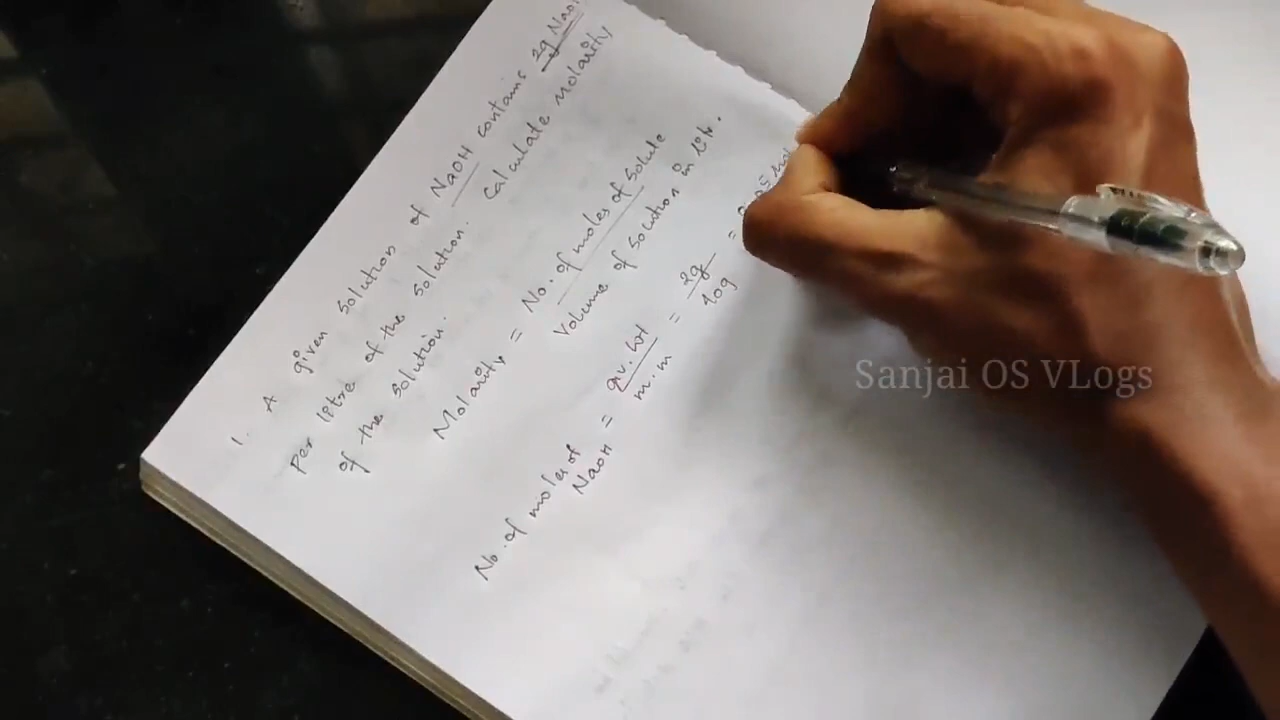 1. A given solution of NaOH contains 2g NaO
Per litre of the solution. Calculate molarity
of the solution.
Molarity = No. of moles of Solute
Volume of solution in litr.
No. of moles of NaOH = giv. wt / m.m = 2g / 40g =
Sanjai OS VLogs